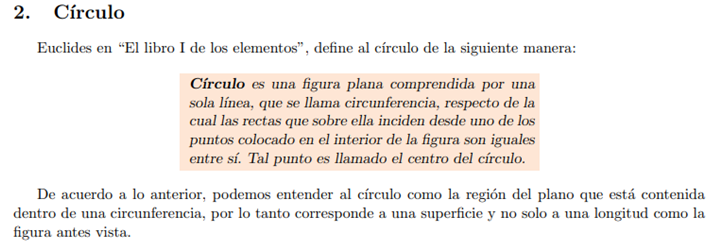 2. Círculo
Euclides en “El libro I de los elementos”, define al círculo de la siguiente manera:
Círculo es una figura plana comprendida por una
sola línea, que se llama circunferencia, respecto de la
cual las rectas que sobre ella inciden desde uno de los
puntos colocado en el interior de la figura son iguales
entre sí. Tal punto es llamado el centro del círculo.
De acuerdo a lo anterior, podemos entender al círculo como la región del plano que está contenida
dentro de una circunferencia, por lo tanto corresponde a una superficie y no solo a una longitud como la
figura antes vista.